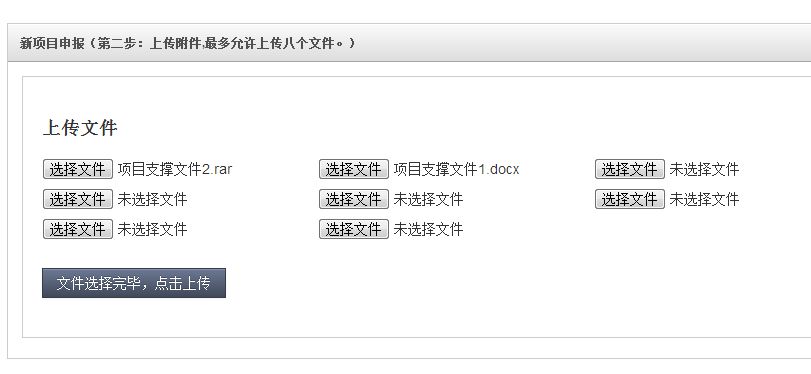 新项目申报（第二步：上传附件,最多允许上传八个文件。）
上传文件
选择文件 项目支撑文件2.rar 选择文件 项目支撑文件1.docx 选择文件 未选择文件
选择文件 未选择文件 选择文件 未选择文件 选择文件 未选择文件
选择文件 未选择文件 选择文件 未选择文件
文件选择完毕，点击上传